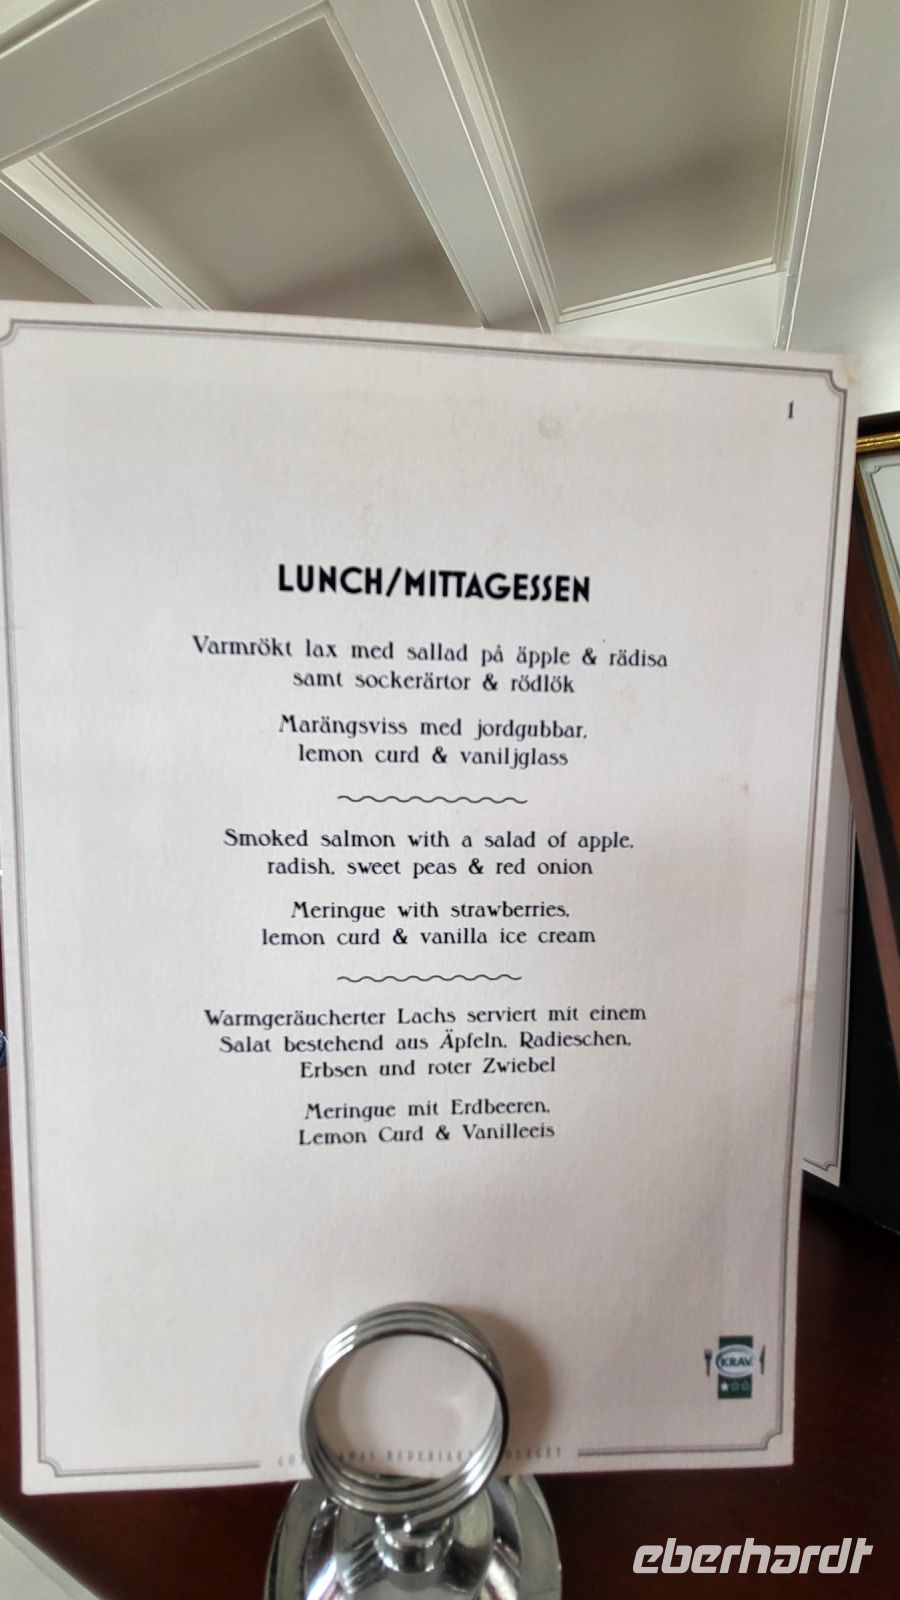 1
LUNCH/MITTAGESSEN
Varmrökt lax med sallad på äpple & rädisa
samt sockerärtor & rödlök
Marängsviss med jordgubbar,
lemon curd & vaniljglass
Smoked salmon with a salad of apple,
radish, sweet peas & red onion
Meringue with strawberries,
lemon curd & vanilla ice cream
Warmgeräucherter Lachs serviert mit einem
Salat bestehend aus Äpfeln, Radieschen,
Erbsen und roter Zwiebel
Meringue mit Erdbeeren,
Lemon Curd & Vanilleeis
KRAV
eberhardt